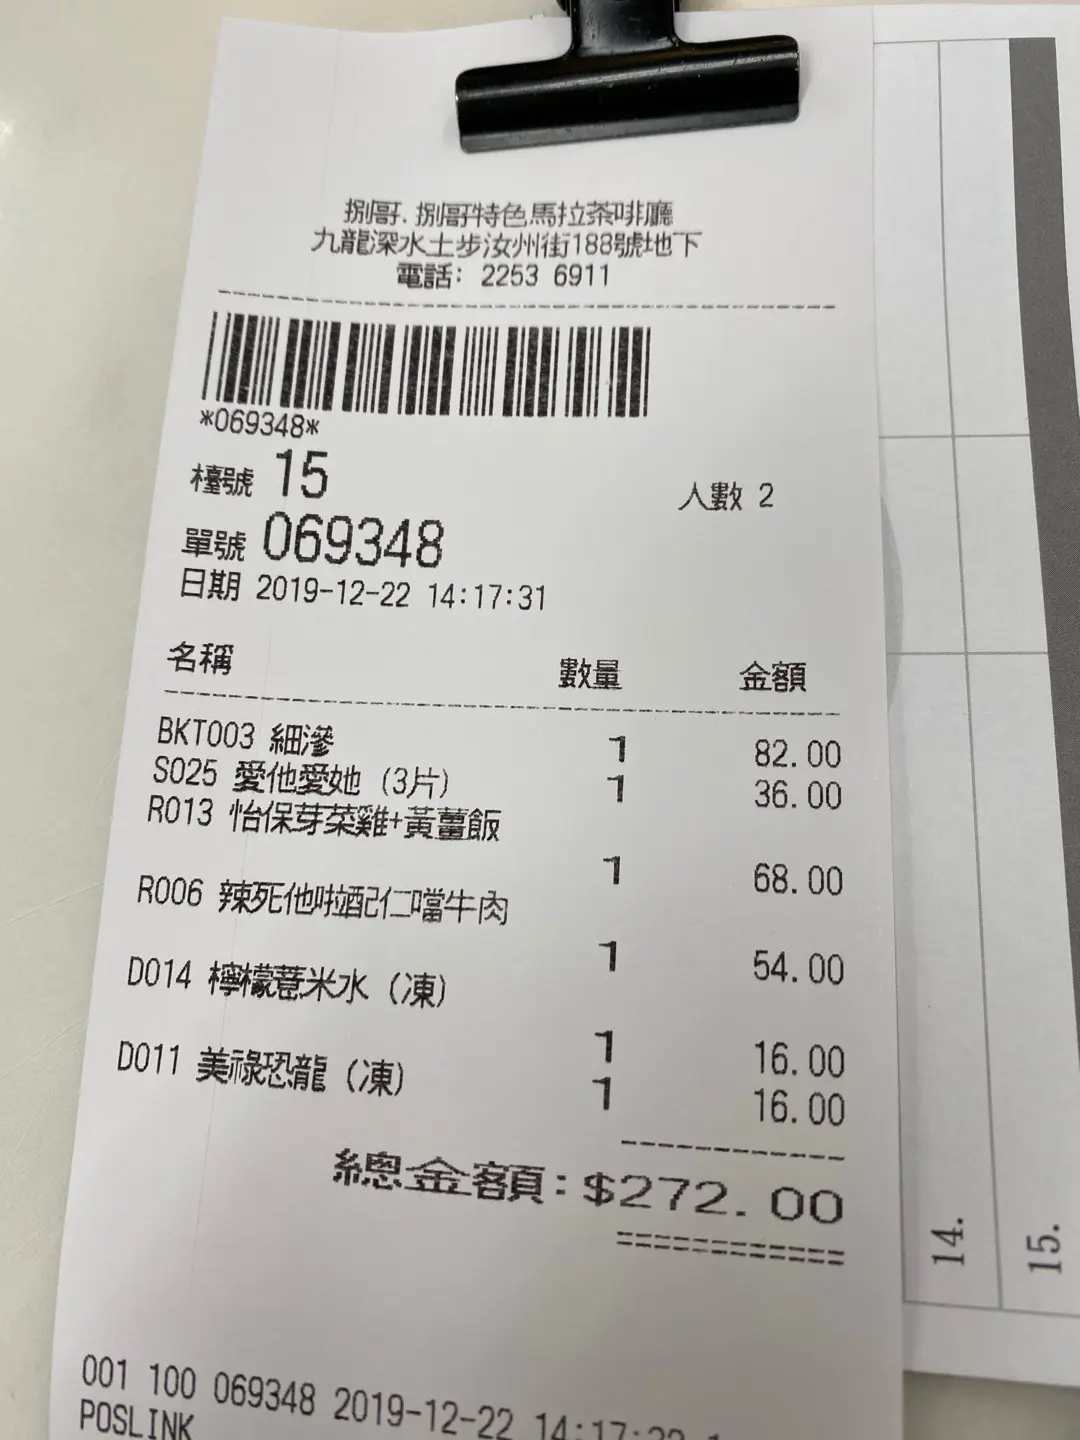 捌哥.捌哥特色馬拉茶啡廳
九龍深水土步汝州街188號地下
電話: 2253 6911
*069348*
檯號 15
人數 2
單號 069348
日期 2019-12-22 14:17:31
名稱 數量 金額
BKT003 細滲 1 82.00
S025 愛他愛她 (3片) 1 36.00
R013 怡保芽菜雞+黃薑飯
1 68.00
R006 辣死他啦配仁噹牛肉
1 54.00
D014 檸檬薏米水 (凍)
1 16.00
D011 美祿恐龍 (凍)
1 16.00
總金額:$272.00
001 100 069348 2019-12-22
POSLINK
14.
15.